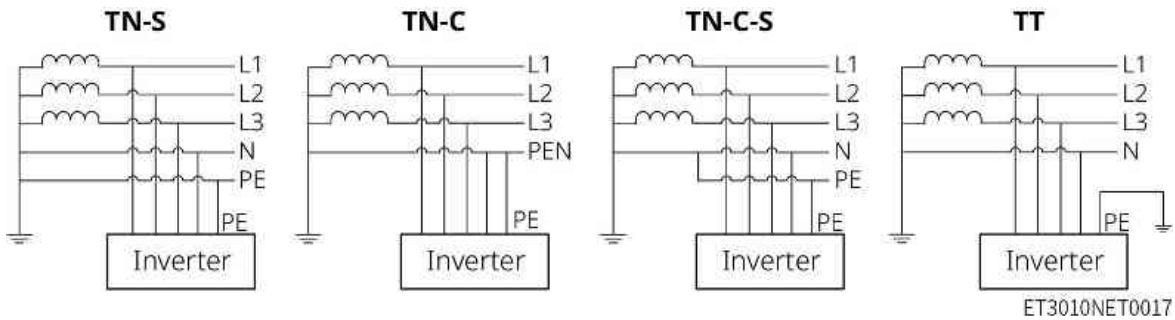 TN-S TN-C TN-C-S TT
L1 L1 L1 L1
L2 L2 L2 L2
L3 L3 L3 L3
N PEN N N
PE PE
PE PE PE PE
Inverter Inverter Inverter Inverter
ET3010NET0017